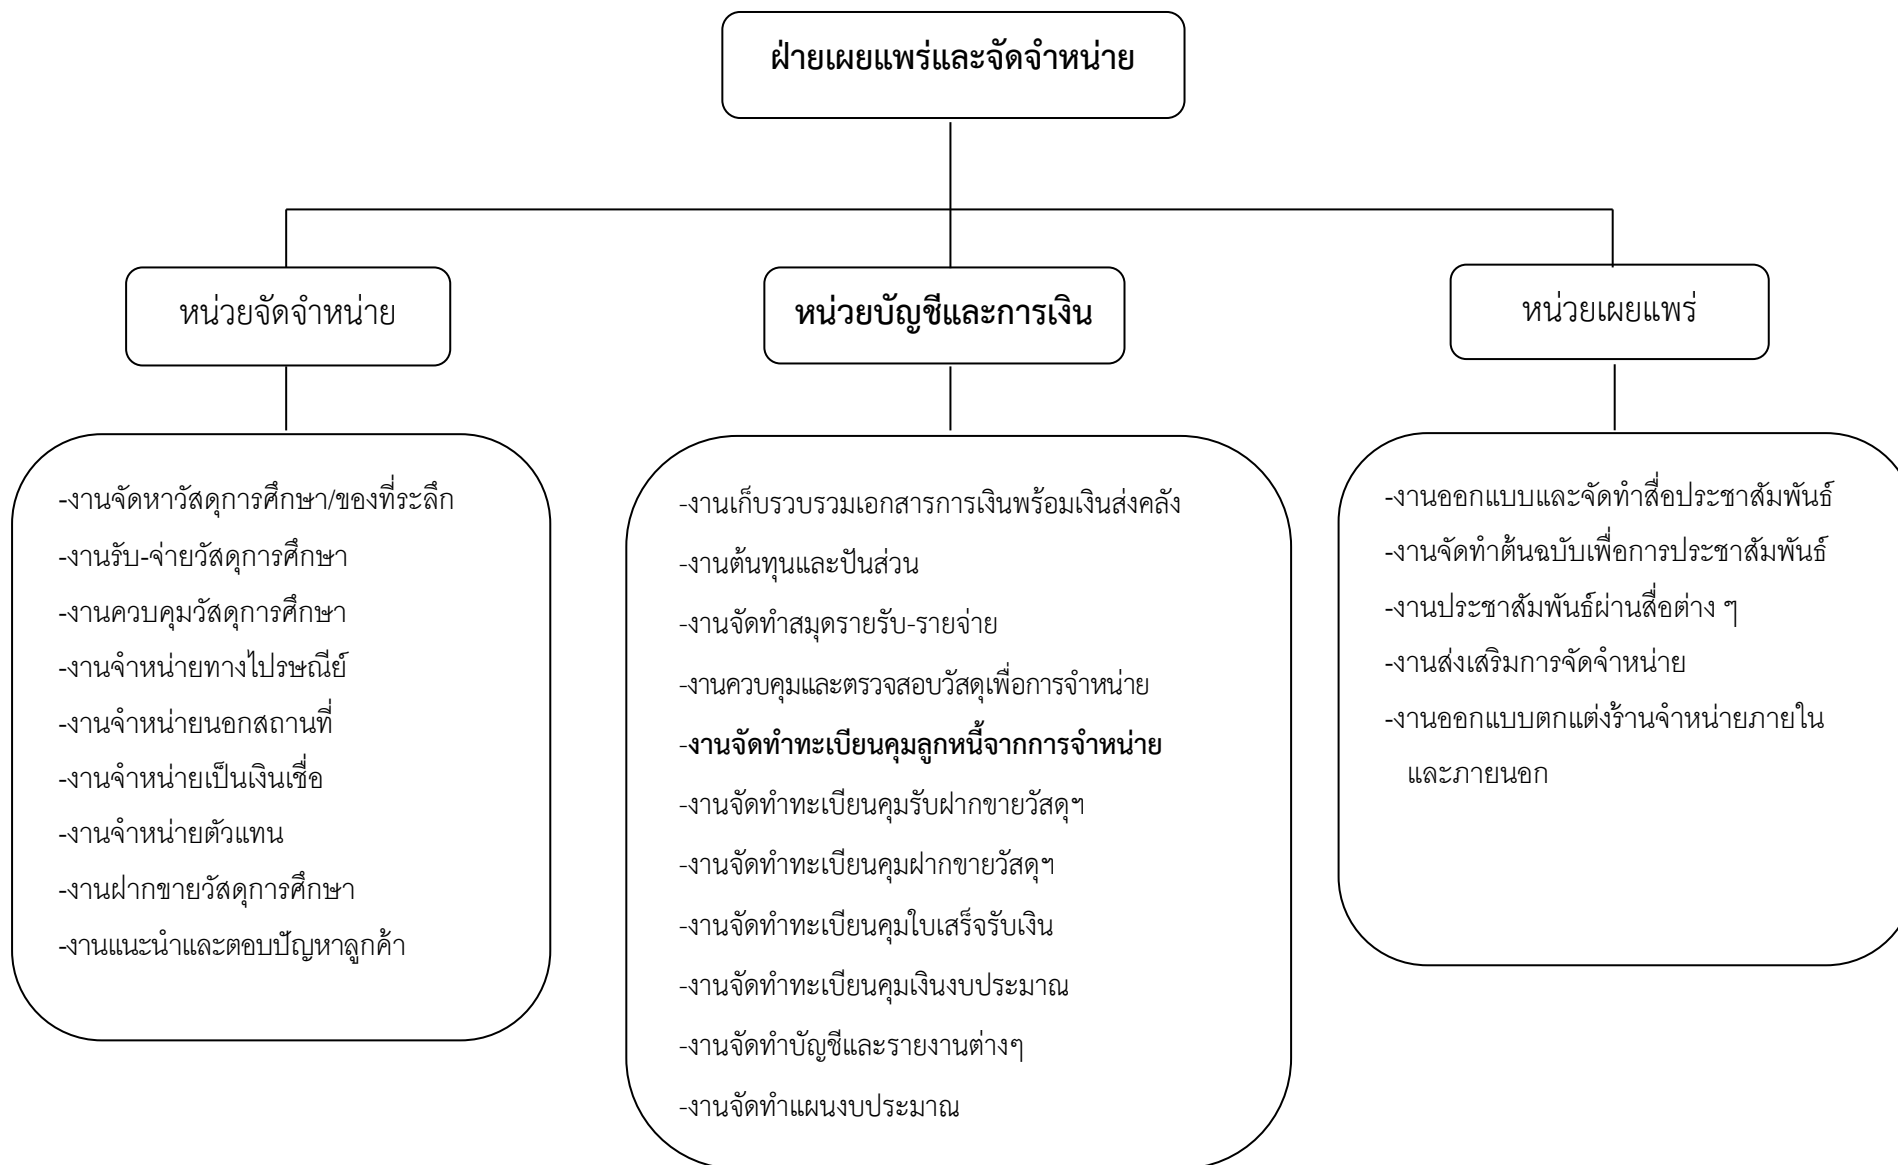 ฝ่ายเผยแพร่และจัดจำหน่าย
หน่วยจัดจำหน่าย
-งานจัดหาวัสดุการศึกษา/ของที่ระลึก
-งานรับ-จ่ายวัสดุการศึกษา
-งานควบคุมวัสดุการศึกษา
-งานจำหน่ายทางไปรษณีย์
-งานจำหน่ายนอกสถานที่
-งานจำหน่ายเป็นเงินเชื่อ
-งานจำหน่ายตัวแทน
-งานฝากขายวัสดุการศึกษา
-งานแนะนำและตอบปัญหาลูกค้า
หน่วยบัญชีและการเงิน
-งานเก็บรวบรวมเอกสารการเงินพร้อมเงินส่งคลัง
-งานต้นทุนและปันส่วน
-งานจัดทำสมุดรายรับ-รายจ่าย
-งานควบคุมและตรวจสอบวัสดุเพื่อการจำหน่าย
-งานจัดทำทะเบียนคุมลูกหนี้จากการจำหน่าย
-งานจัดทำทะเบียนคุมรับฝากขายวัสดุฯ
-งานจัดทำทะเบียนคุมฝากขายวัสดุฯ
-งานจัดทำทะเบียนคุมใบเสร็จรับเงิน
-งานจัดทำทะเบียนคุมเงินงบประมาณ
-งานจัดทำบัญชีและรายงานต่างๆ
-งานจัดทำแผนงบประมาณ
หน่วยเผยแพร่
-งานออกแบบและจัดทำสื่อประชาสัมพันธ์
-งานจัดทำต้นฉบับเพื่อการประชาสัมพันธ์
-งานประชาสัมพันธ์ผ่านสื่อต่าง ๆ
-งานส่งเสริมการจัดจำหน่าย
-งานออกแบบตกแต่งร้านจำหน่ายภายใน
และภายนอก